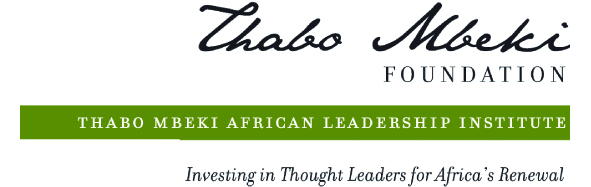 Thabo Mbeki
FOUNDATION
THABO MBEKI AFRICAN LEADERSHIP INSTITUTE
Investing in Thought Leaders for Africa's Renewal